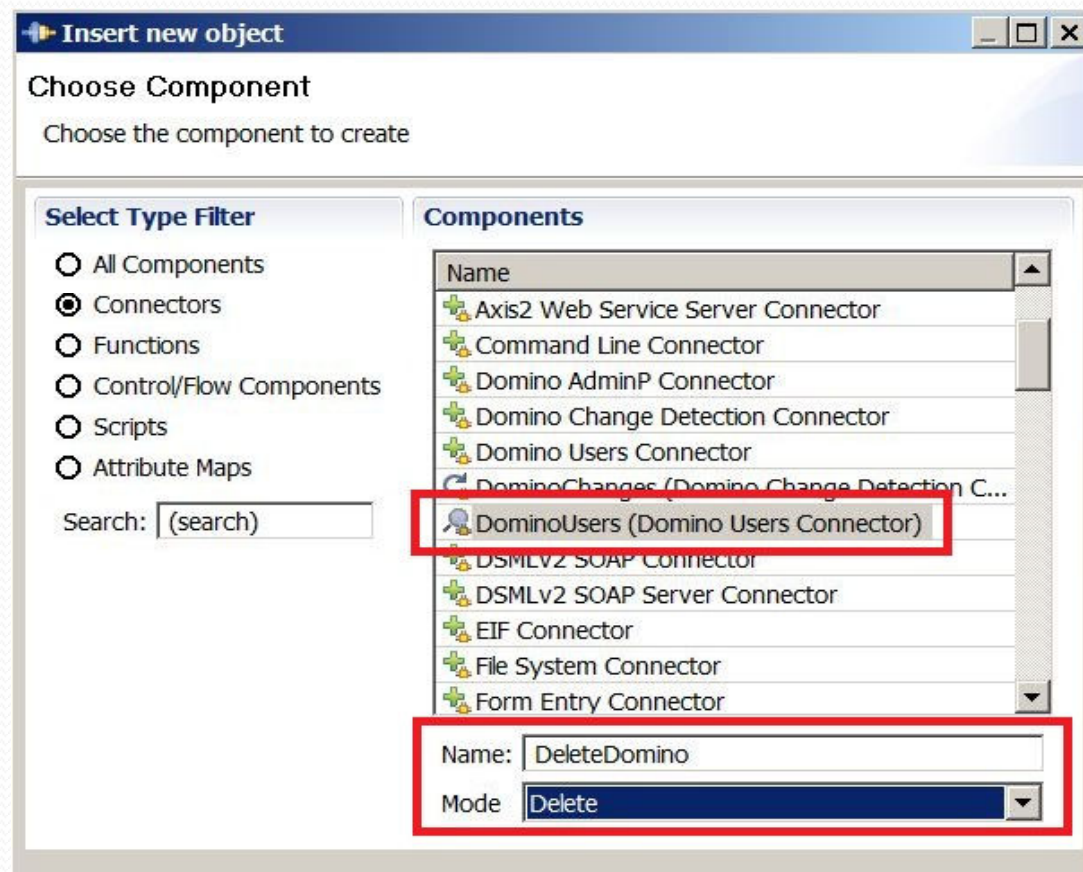 Insert new object
Choose Component
Choose the component to create
Select Type Filter
All Components
Connectors
Functions
Control/Flow Components
Scripts
Attribute Maps
Search: (search)
Components
Name
Axis2 Web Service Server Connector
Command Line Connector
Domino AdminP Connector
Domino Change Detection Connector
Domino Users Connector
DominoChanges (Domino Change Detection C...
DominoUsers (Domino Users Connector)
DSMLv2 SOAP Connector
DSMLv2 SOAP Server Connector
EIF Connector
File System Connector
Form Entry Connector
Name: DeleteDomino
Mode Delete